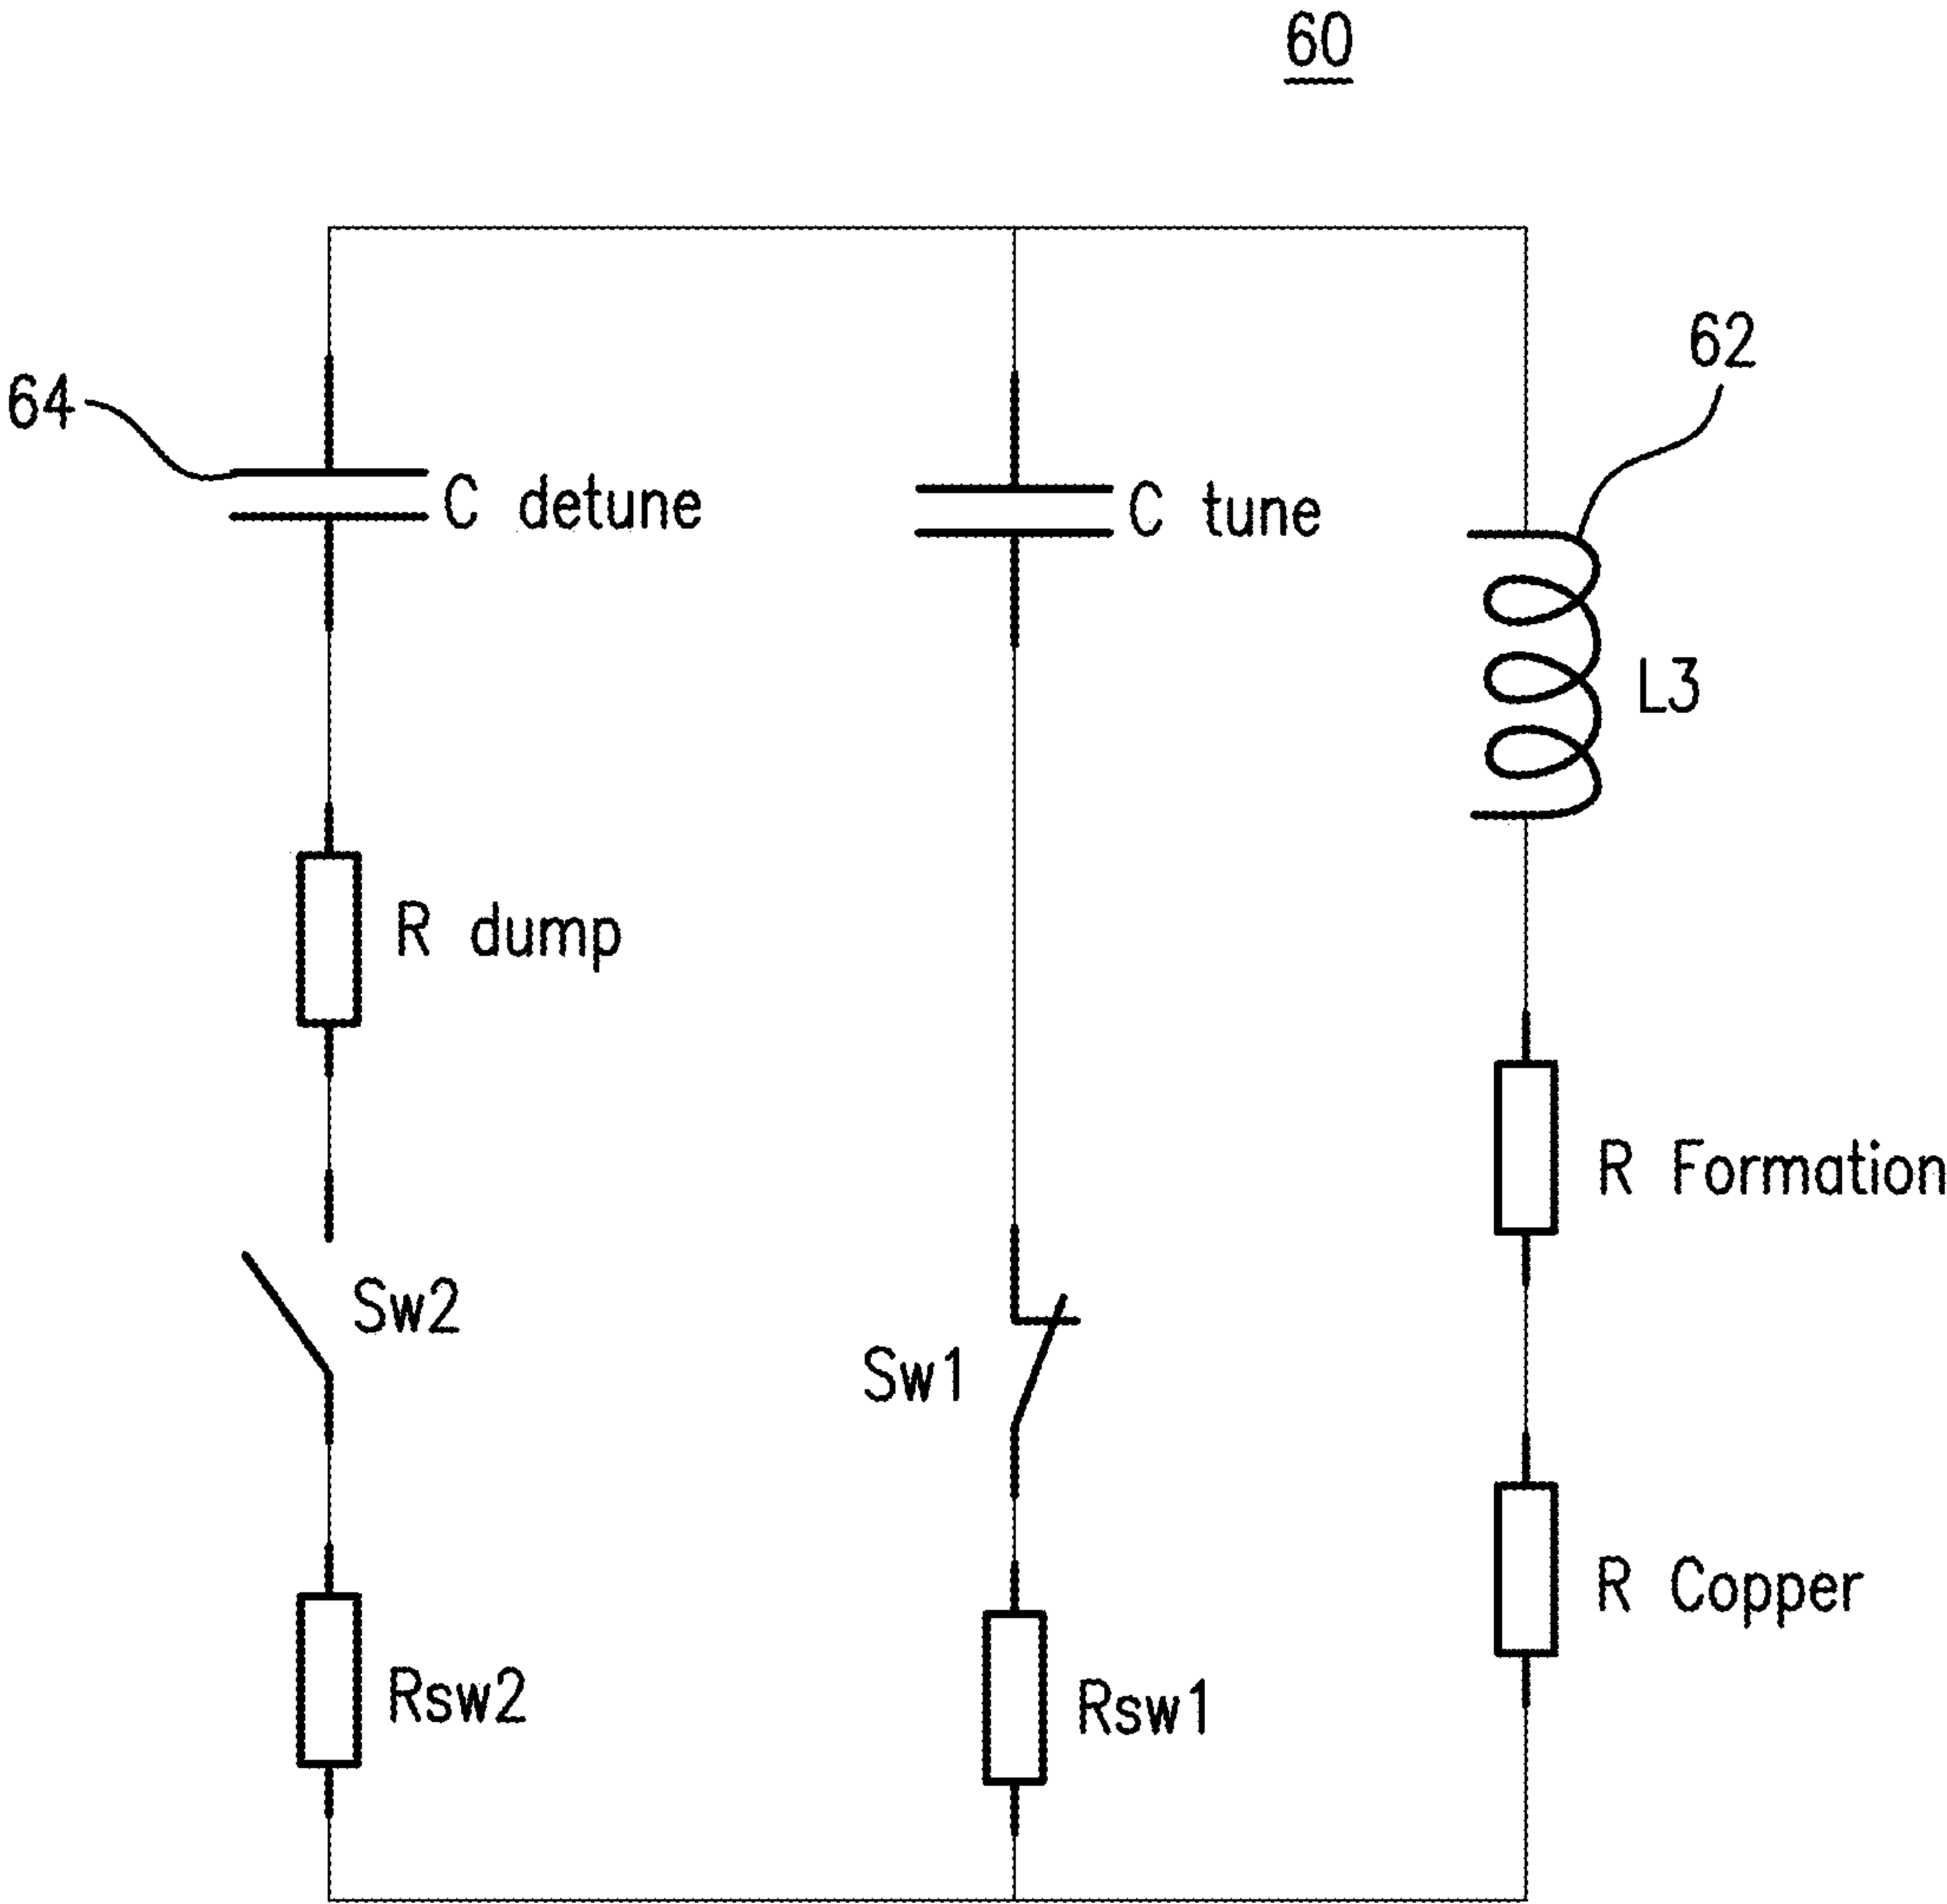 60
62
64
C detune
C tune
L3
R dump
R Formation
Sw2
Sw1
R Copper
Rsw2
Rsw1